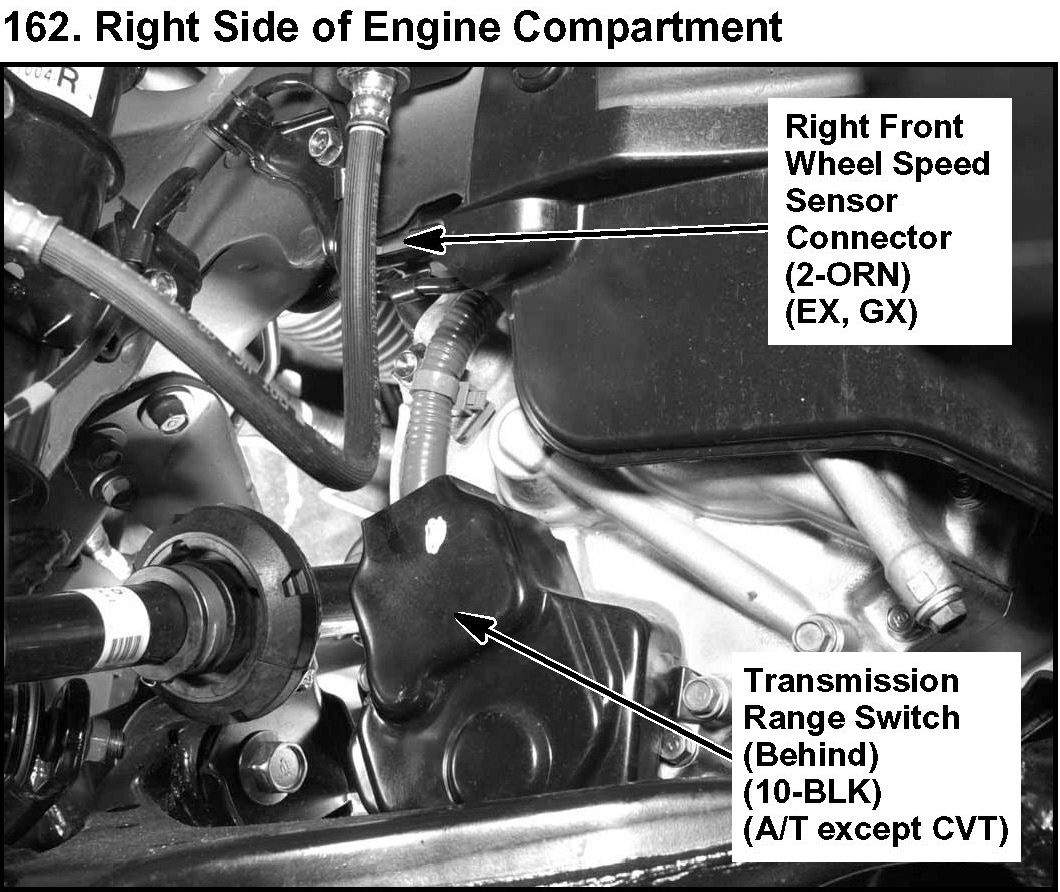 162. Right Side of Engine Compartment
R
Right Front
Wheel Speed
Sensor
Connector
(2-ORN)
(EX, GX)
Transmission
Range Switch
(Behind)
(10-BLK)
(A/T except CVT)